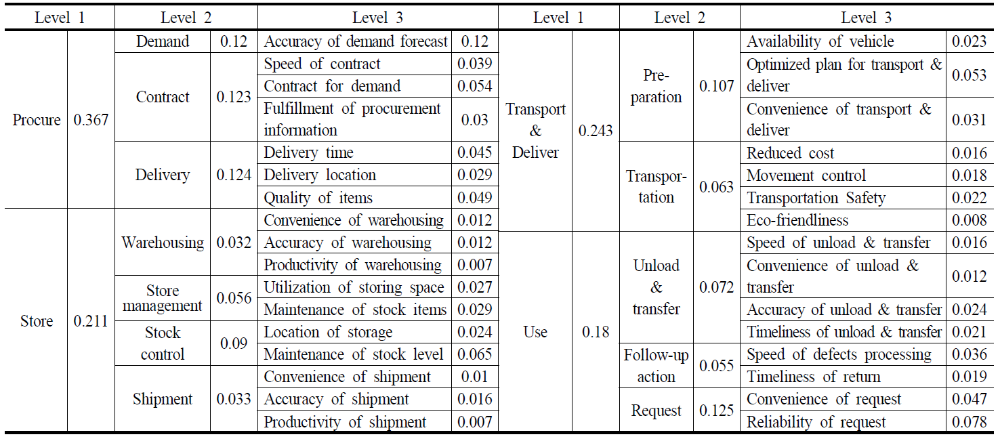 Level 1 Level 2 Level 3 Level 1 Level 2 Level 3
Procure 0.367 Demand 0.12 Accuracy of demand forecast 0.12
Contract 0.123 Speed of contract 0.039
Contract for demand 0.054
Fulfillment of procurement
information 0.03
Delivery 0.124 Delivery time 0.045
Delivery location 0.029
Quality of items 0.049
Store 0.211 Warehousing 0.032 Convenience of warehousing 0.012
Accuracy of warehousing 0.012
Productivity of warehousing 0.007
Store
management 0.056 Utilization of storing space 0.027
Maintenance of stock items 0.029
Stock
control 0.09 Location of storage 0.024
Maintenance of stock level 0.065
Shipment 0.033 Convenience of shipment 0.01
Accuracy of shipment 0.016
Productivity of shipment 0.007
Transport
&
Deliver 0.243 Pre-
paration 0.107 Availability of vehicle 0.023
Optimized plan for transport &
deliver 0.053
Convenience of transport &
deliver 0.031
Transpor-
tation 0.063 Reduced cost 0.016
Movement control 0.018
Transportation Safety 0.022
Eco-friendliness 0.008
Use 0.18 Unload
&
transfer 0.072 Speed of unload & transfer 0.016
Convenience of unload &
transfer 0.012
Accuracy of unload & transfer 0.024
Timeliness of unload & transfer 0.021
Follow-up
action 0.055 Speed of defects processing 0.036
Timeliness of return 0.019
Request 0.125 Convenience of request 0.047
Reliability of request 0.078